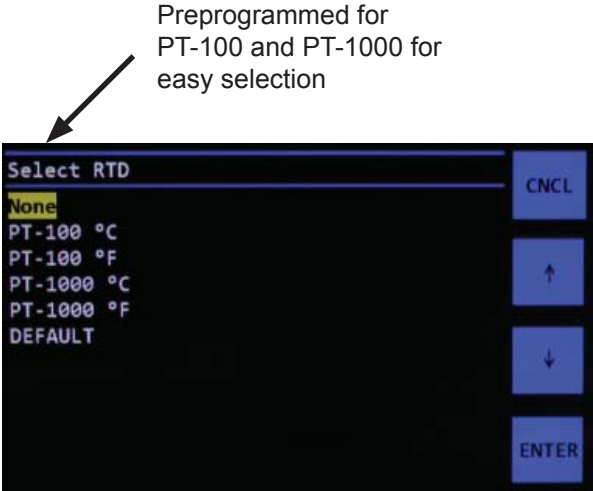 Preprogrammed for
PT-100 and PT-1000 for
easy selection
Select RTD
CNCL
None
PT-100 °C
PT-100 °F
↑
PT-1000 °C
PT-1000 °F
DEFAULT
↓
ENTER